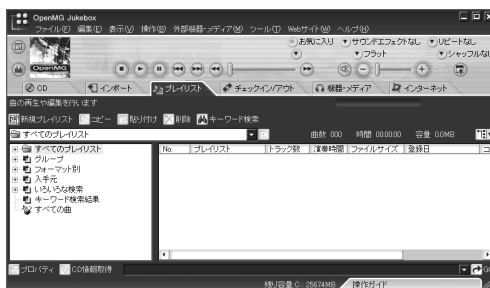 OpenMG Jukebox
ファイル(F) 編集(E) 表示(V) 操作(B) 外部機器・メディア(M) ツール(T) Webサイト(W) ヘルプ(H)
お気に入り サウンドエフェクトなし リピートなし
フラット シャッフルな
OpenMG
CD インポート プレイリスト チェックイン/アウト 機器・メディア インターネット
曲の再生や編集を行います
新規プレイリスト コピー 貼り付け 削除 キーワード検索
すべてのプレイリスト 曲数 000 時間 00:00:00 容量 0.0MB
すべてのプレイリスト No. プレイリスト トラック数 演奏時間 ファイルサイズ 登録日 コ
グループ
フォーマット別
入手元
いろいろな検索
キーワード検索結果
すべての曲
プロパティ CD情報取得
残り容量 C : 25674MB 操作ガイド